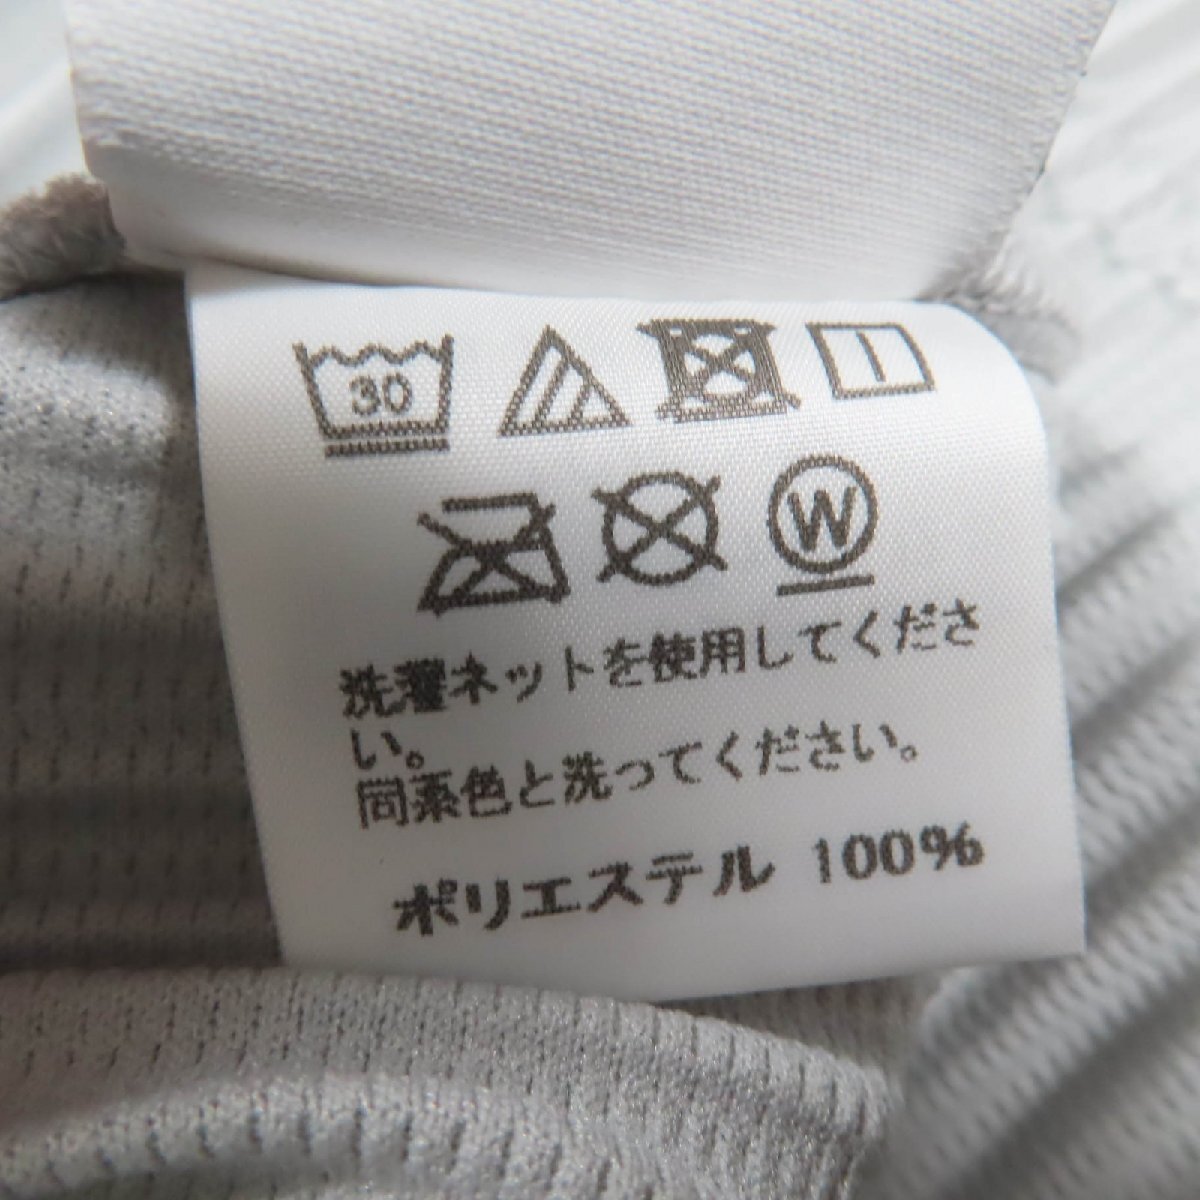 30
W
洗濯ネットを使用してくださ
い。
同系色と洗ってください。
ポリエステル 100%